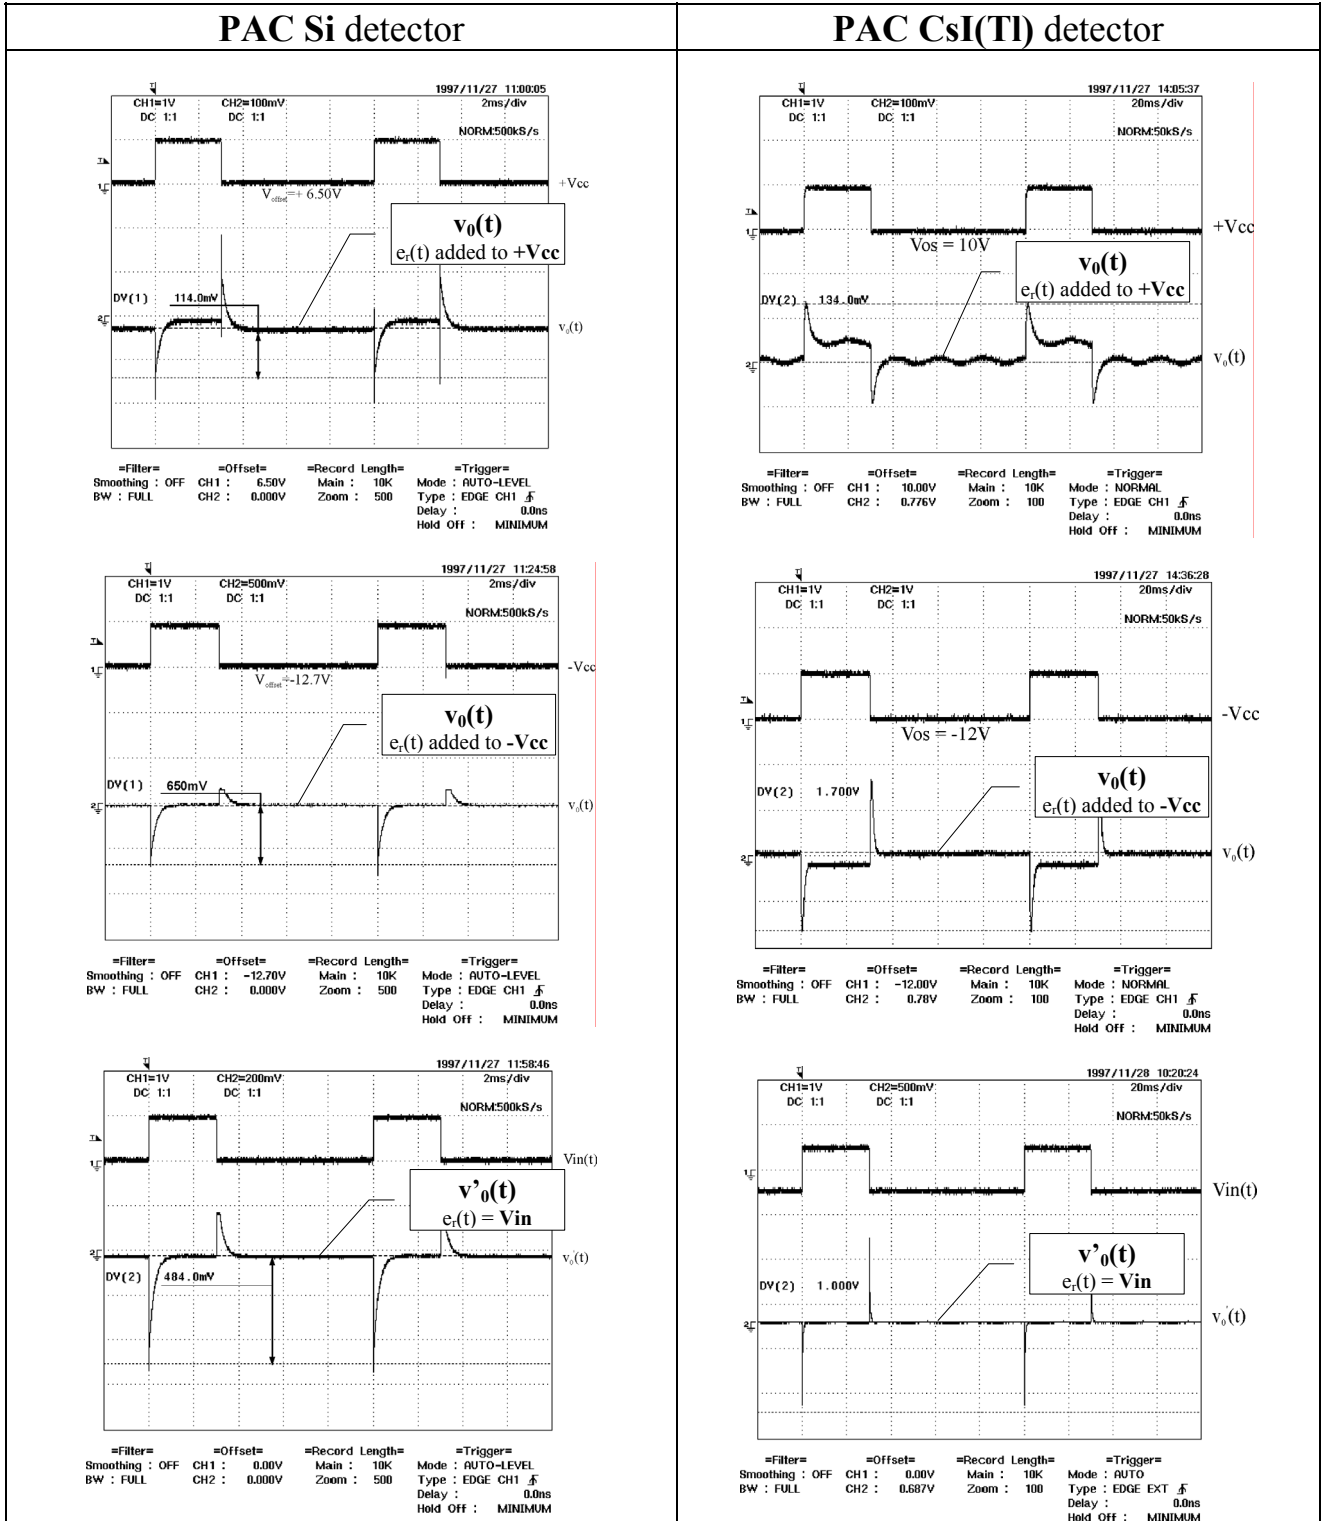 PAC Si detector
1997/11/27 11:00:05
CH1=1V CH2=100mV 2ms/div
DC 1:1 DC 1:1
NORM:500kS/s
+Vcc
Voffset=+ 6.50V
v0(t)
er(t) added to +Vcc
DV(1) 114.0mV
v0(t)
=Filter= =Offset= =Record Length= =Trigger=
Smoothing : OFF CH1 : 6.50V Main : 10K Mode : AUTO-LEVEL
BW : FULL CH2 : 0.000V Zoom : 500 Type : EDGE CH1
Delay : 0.0ns
Hold Off : MINIMUM
1997/11/27 11:24:58
CH1=1V CH2=500mV 2ms/div
DC 1:1 DC 1:1
NORM:500kS/s
-Vcc
Voffset=-12.7V
v0(t)
er(t) added to -Vcc
DV(1) 650mV
v0(t)
=Filter= =Offset= =Record Length= =Trigger=
Smoothing : OFF CH1 : -12.70V Main : 10K Mode : AUTO-LEVEL
BW : FULL CH2 : 0.000V Zoom : 500 Type : EDGE CH1
Delay : 0.0ns
Hold Off : MINIMUM
1997/11/27 11:58:46
CH1=1V CH2=200mV 2ms/div
DC 1:1 DC 1:1
NORM:500kS/s
Vin(t)
v’0(t)
er(t) = Vin
v0'(t)
DV(2) 484.0mV
=Filter= =Offset= =Record Length= =Trigger=
Smoothing : OFF CH1 : 0.00V Main : 10K Mode : AUTO-LEVEL
BW : FULL CH2 : 0.000V Zoom : 500 Type : EDGE CH1
Delay : 0.0ns
Hold Off : MINIMUM
PAC CsI(Tl) detector
1997/11/27 14:05:37
CH1=1V CH2=100mV 20ms/div
DC 1:1 DC 1:1
NORM:50kS/s
+Vcc
Vos = 10V
v0(t)
er(t) added to +Vcc
DV(2) 134.0mV
v0(t)
=Filter= =Offset= =Record Length= =Trigger=
Smoothing : OFF CH1 : 10.00V Main : 10K Mode : NORMAL
BW : FULL CH2 : 0.776V Zoom : 100 Type : EDGE CH1
Delay : 0.0ns
Hold Off : MINIMUM
1997/11/27 14:36:28
CH1=1V CH2=1V 20ms/div
DC 1:1 DC 1:1
NORM:50kS/s
-Vcc
Vos = -12V
v0(t)
er(t) added to -Vcc
DV(2) 1.700V
v0(t)
=Filter= =Offset= =Record Length= =Trigger=
Smoothing : OFF CH1 : -12.00V Main : 10K Mode : NORMAL
BW : FULL CH2 : 0.78V Zoom : 100 Type : EDGE CH1
Delay : 0.0ns
Hold Off : MINIMUM
1997/11/28 10:20:24
CH1=1V CH2=500mV 20ms/div
DC 1:1 DC 1:1
NORM:50kS/s
Vin(t)
v’0(t)
er(t) = Vin
DV(2) 1.000V
v0'(t)
=Filter= =Offset= =Record Length= =Trigger=
Smoothing : OFF CH1 : 0.00V Main : 10K Mode : AUTO
BW : FULL CH2 : 0.687V Zoom : 100 Type : EDGE EXT
Delay : 0.0ns
Hold Off : MINIMUM